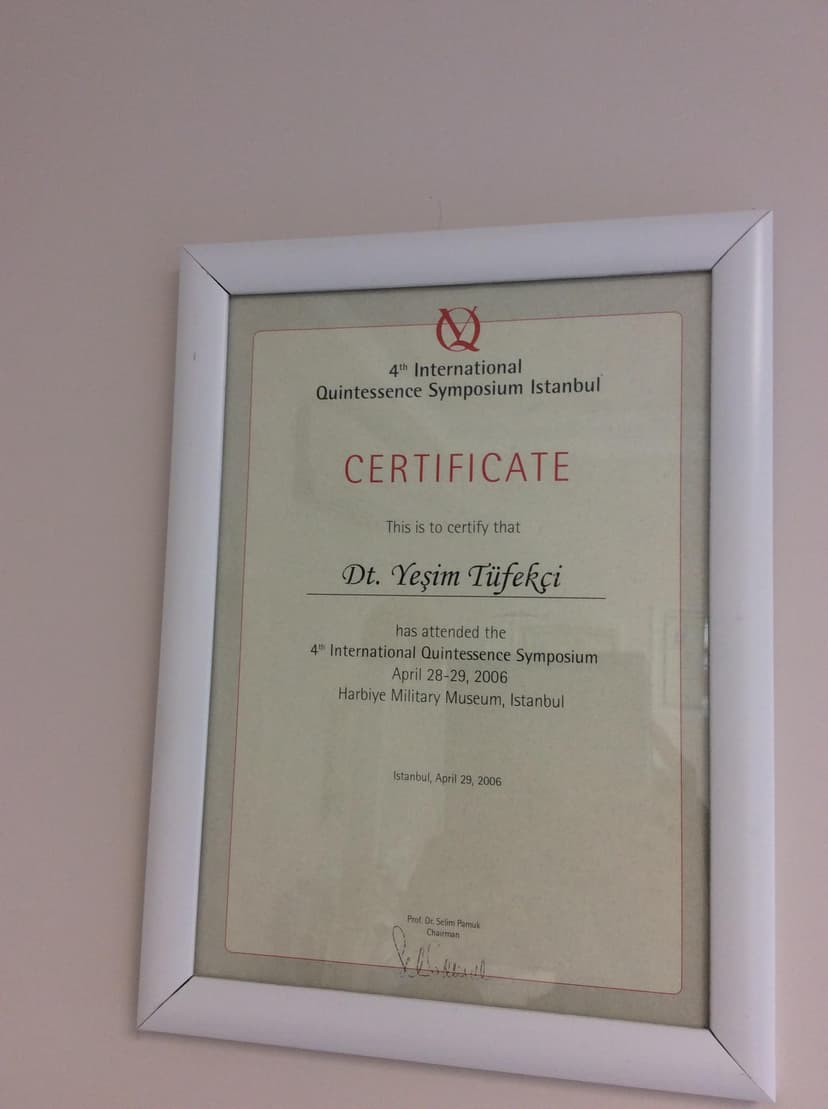 4th International
Quintessence Symposium Istanbul
CERTIFICATE
This is to certify that
Dt. Yeşim Tüfekçi
has attended the
4th International Quintessence Symposium
April 28-29, 2006
Harbiye Military Museum, Istanbul
Istanbul, April 29, 2006
Prof. Dr. Selim Pamuk
Chairman